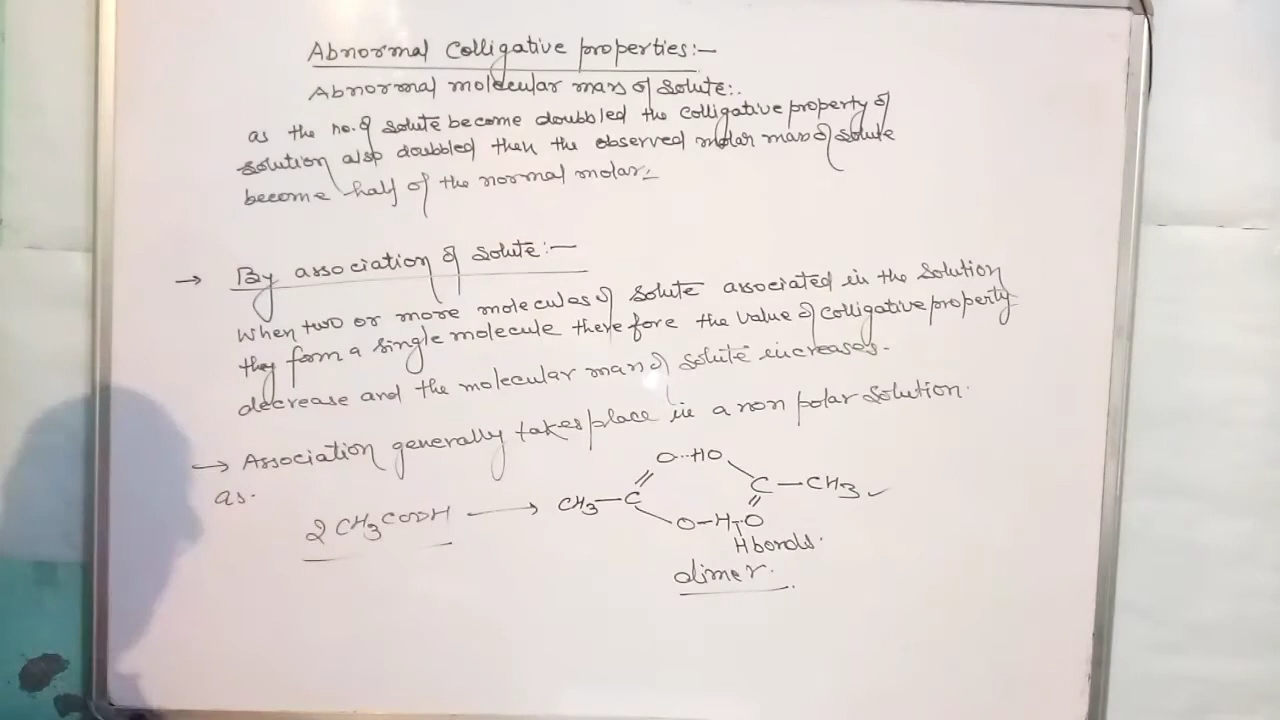 Abnormal Colligative properties:-
Abnormal molecular mass of solute:.
as the no. of solute become doubbled the colligative property of
solution also doubbled then the observed molar mass of solute
become half of the normal molar.
→ By association of solute:-
When two or more molecules of solute associated in the solution
they form a single molecule therefore the value of colligative property
decrease and the molecular mass of solute increases.
→ Association generally takes place in a non polar solution.
as.
O...HO
2CH3COOH → CH3-C C-CH3 ✓
O-H...O
H bonds.
dimer.